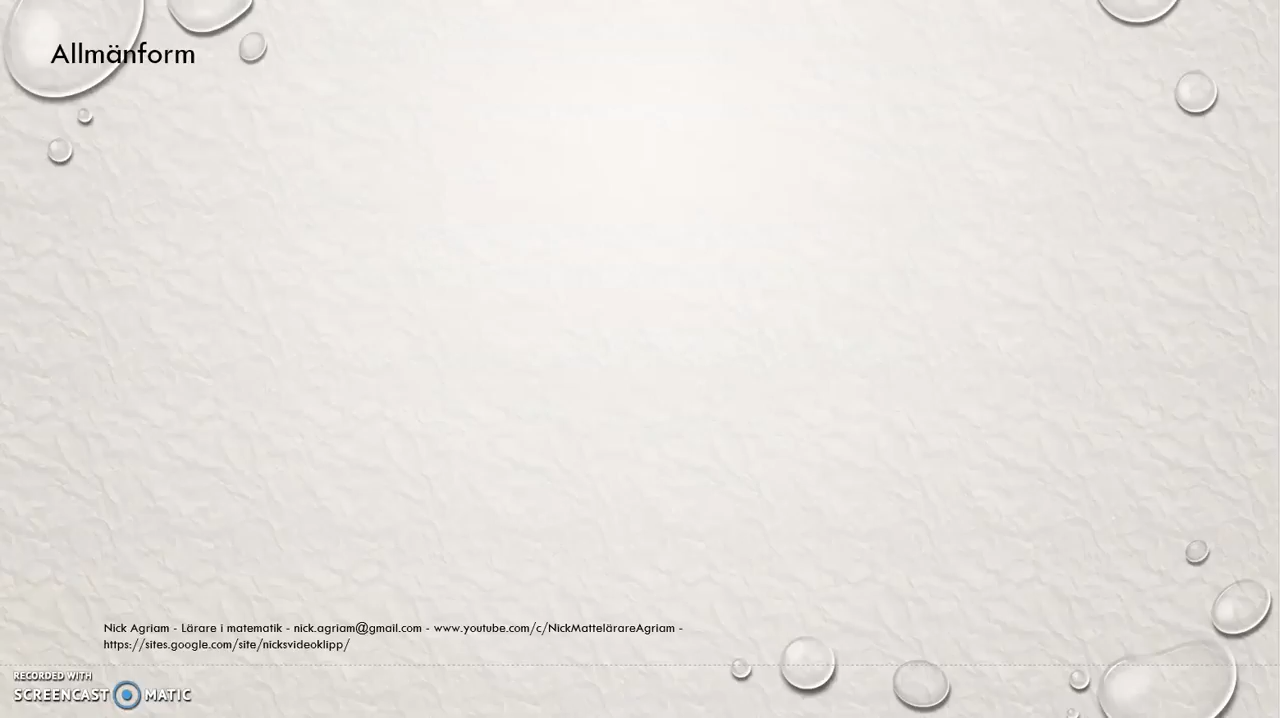 Allmänform
Nick Agriam - Lärare i matematik - nick.agriam@gmail.com - www.youtube.com/c/NickMattelärareAgriam -
https://sites.google.com/site/nicksvideoklipp/
RECORDED WITH
SCREENCAST MATIC